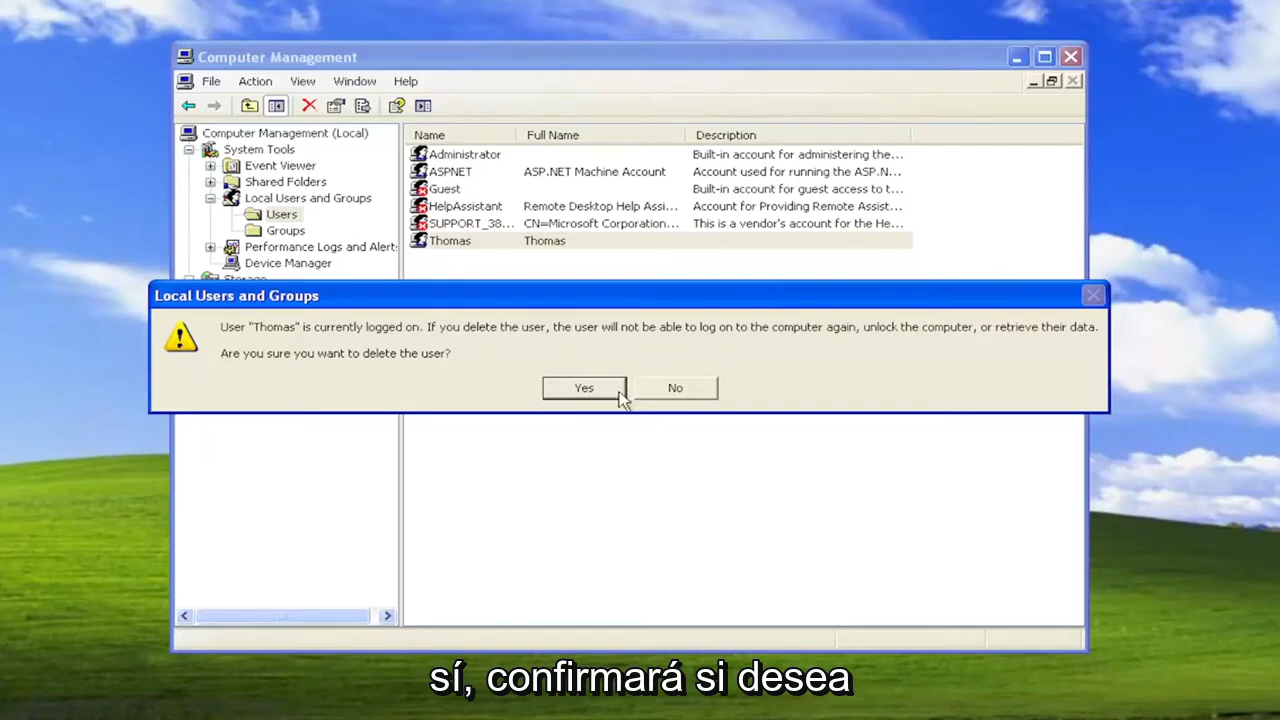 Computer Management
File Action View Window Help
Computer Management (Local)
System Tools
Event Viewer
Shared Folders
Local Users and Groups
Users
Groups
Performance Logs and Alert
Device Manager
Storage
Name Full Name Description
Administrator Built-in account for administering the...
ASPNET ASP.NET Machine Account Account used for running the ASP.N...
Guest Built-in account for guest access to t...
HelpAssistant Remote Desktop Help Assi... Account for Providing Remote Assist...
SUPPORT_38... CN=Microsoft Corporation... This is a vendor's account for the He...
Thomas Thomas
Local Users and Groups
User "Thomas" is currently logged on. If you delete the user, the user will not be able to log on to the computer again, unlock the computer, or retrieve their data.
Are you sure you want to delete the user?
Yes No
sí, confirmará si desea